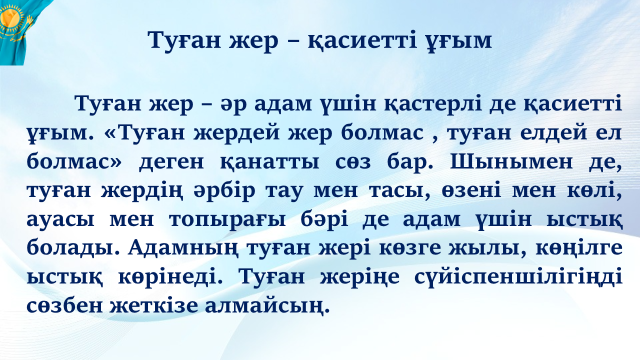 Туған жер – қасиетті ұғым
Туған жер – әр адам үшін қастерлі де қасиетті
ұғым. «Туған жердей жер болмас , туған елдей ел
болмас» деген қанатты сөз бар. Шынымен де,
туған жердің әрбір тау мен тасы, өзені мен көлі,
ауасы мен топырағы бәрі де адам үшін ыстық
болады. Адамның туған жері көзге жылы, көңілге
ыстық көрінеді. Туған жеріңе сүйіспеншілігіңді
сөзбен жеткізе алмайсың.